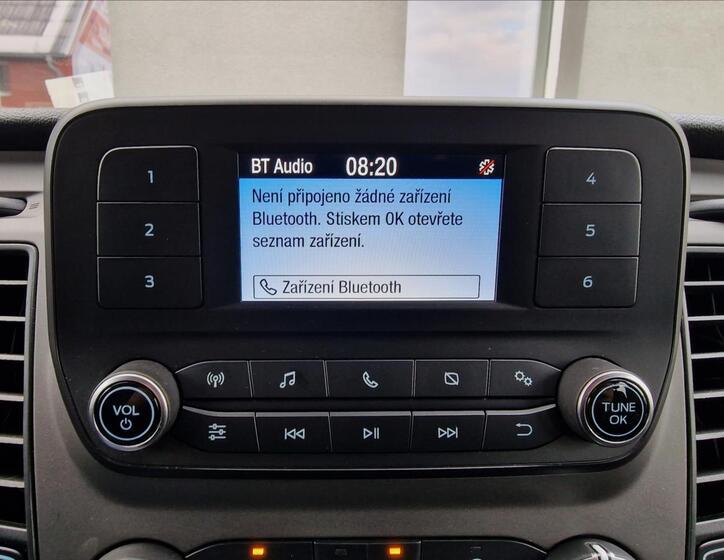 BT Audio 08:20
1
Není připojeno žádné zařízení
4
2
Bluetooth. Stiskem OK otevřete
5
seznam zařízení.
3
Zařízení Bluetooth
6
VOL
TUNE
OK